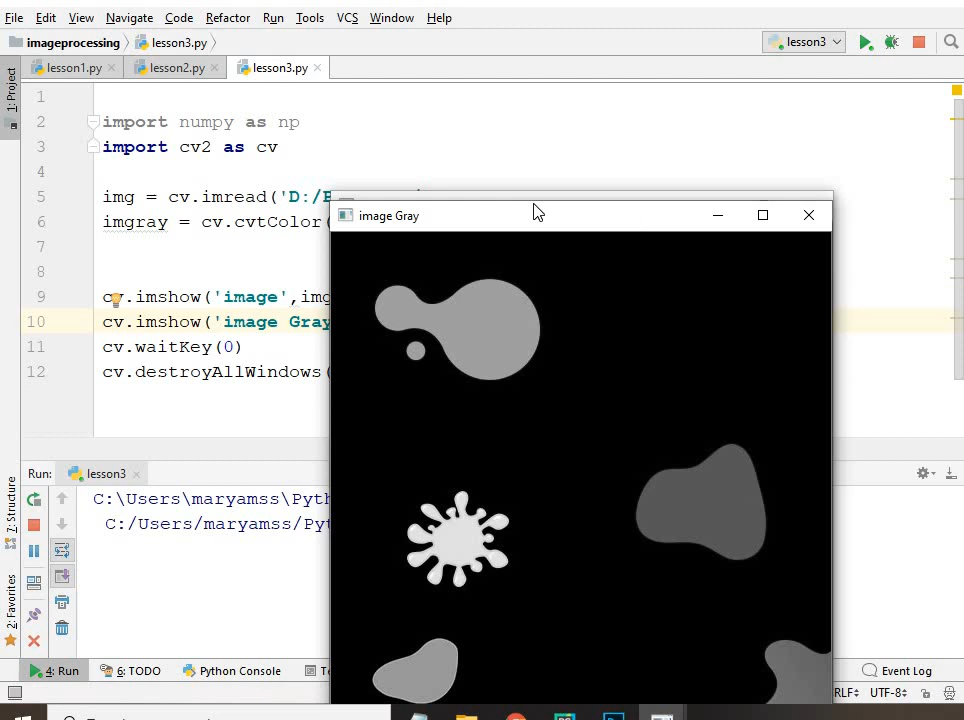 File Edit View Navigate Code Refactor Run Tools VCS Window Help
imageprocessing lesson3.py lesson3
1: Project
lesson1.py lesson2.py lesson3.py
1
2 import numpy as np
3 import cv2 as cv
4
5 img = cv.imread('D:/
6 imgray = cv.cvtColor(
7
8
9 cv.imshow('image',img
10 cv.imshow('image Gray
11 cv.waitKey(0)
12 cv.destroyAllWindows(
image Gray
Run: lesson3
C:\Users\maryamss\Pyth
C:/Users/maryamss/Pyt
7: Structure
2: Favorites
4: Run 6: TODO Python Console Te Event Log
RLF UTF-8